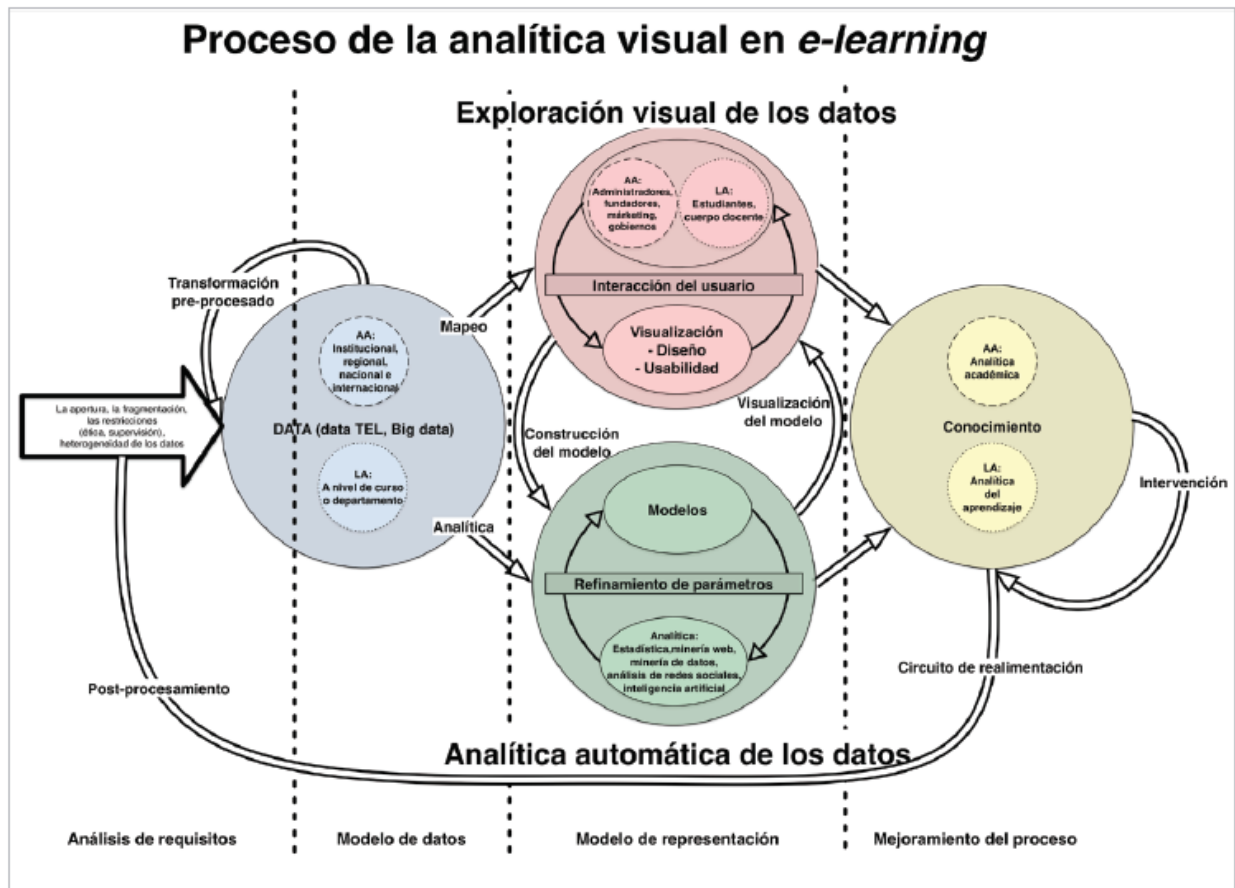 Proceso de la analítica visual en e-learning
Exploración visual de los datos
AA:
Administradores,
fundadores,
márketing,
gobiernos
LA:
Estudiantes,
cuerpo docente
Interacción del usuario
Visualización
- Diseño
- Usabilidad
Transformación
pre-procesado
Mapeo
AA:
Institucional,
regional,
nacional e
internacional
DATA (data TEL, Big data)
LA:
A nivel de curso
o departamento
La apertura, la fragmentación,
las restricciones
(ética, supervisión),
heterogeneidad de los datos
Analítica
Construcción
del modelo
Visualización
del modelo
Modelos
Refinamiento de parámetros
Analítica:
Estadística,minería web,
minería de datos,
análisis de redes sociales,
inteligencia artificial
AA:
Analítica
académica
Conocimiento
LA:
Analítica
del
aprendizaje
Intervención
Circuito de realimentación
Post-procesamiento
Analítica automática de los datos
Análisis de requisitos
Modelo de datos
Modelo de representación
Mejoramiento del proceso